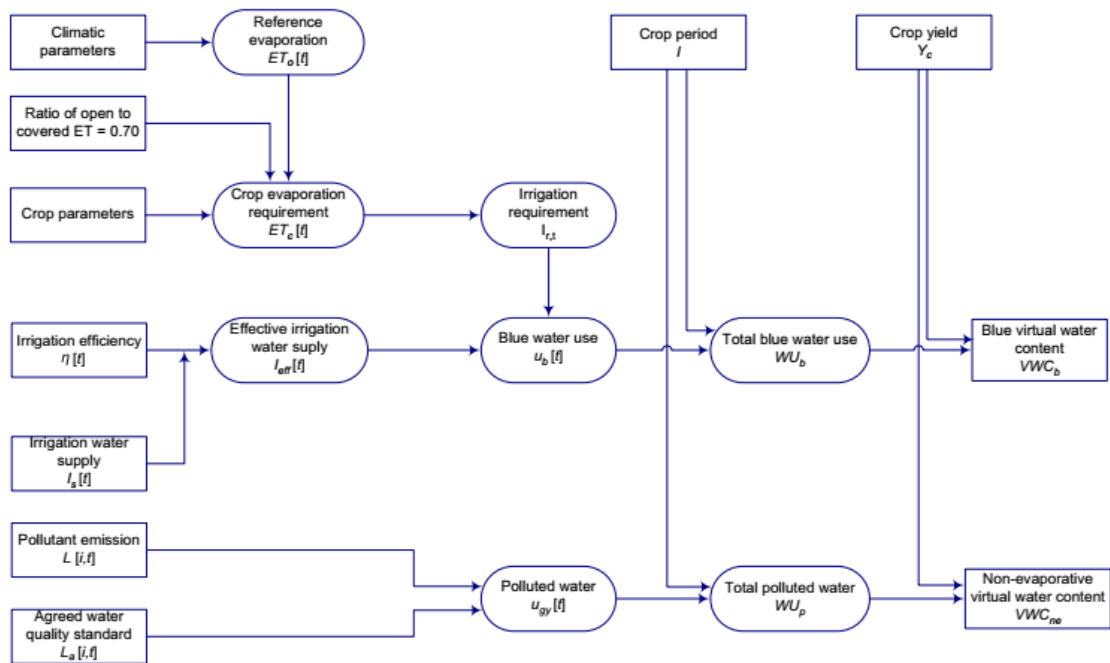 Climatic
parameters
Reference
evaporation
ETo [t]
Crop period
l
Crop yield
Yc
Ratio of open to
covered ET = 0.70
Crop parameters
Crop evaporation
requirement
ETc [t]
Irrigation
requirement
Ir,t
Irrigation efficiency
η [t]
Effective irrigation
water suply
Ieff [t]
Blue water use
ub [t]
Total blue water use
WUb
Blue virtual water
content
VWCb
Irrigation water
supply
Is [t]
Pollutant emission
L [i,t]
Agreed water
quality standard
La [i,t]
Polluted water
ugy [t]
Total polluted water
WUp
Non-evaporative
virtual water content
VWCne